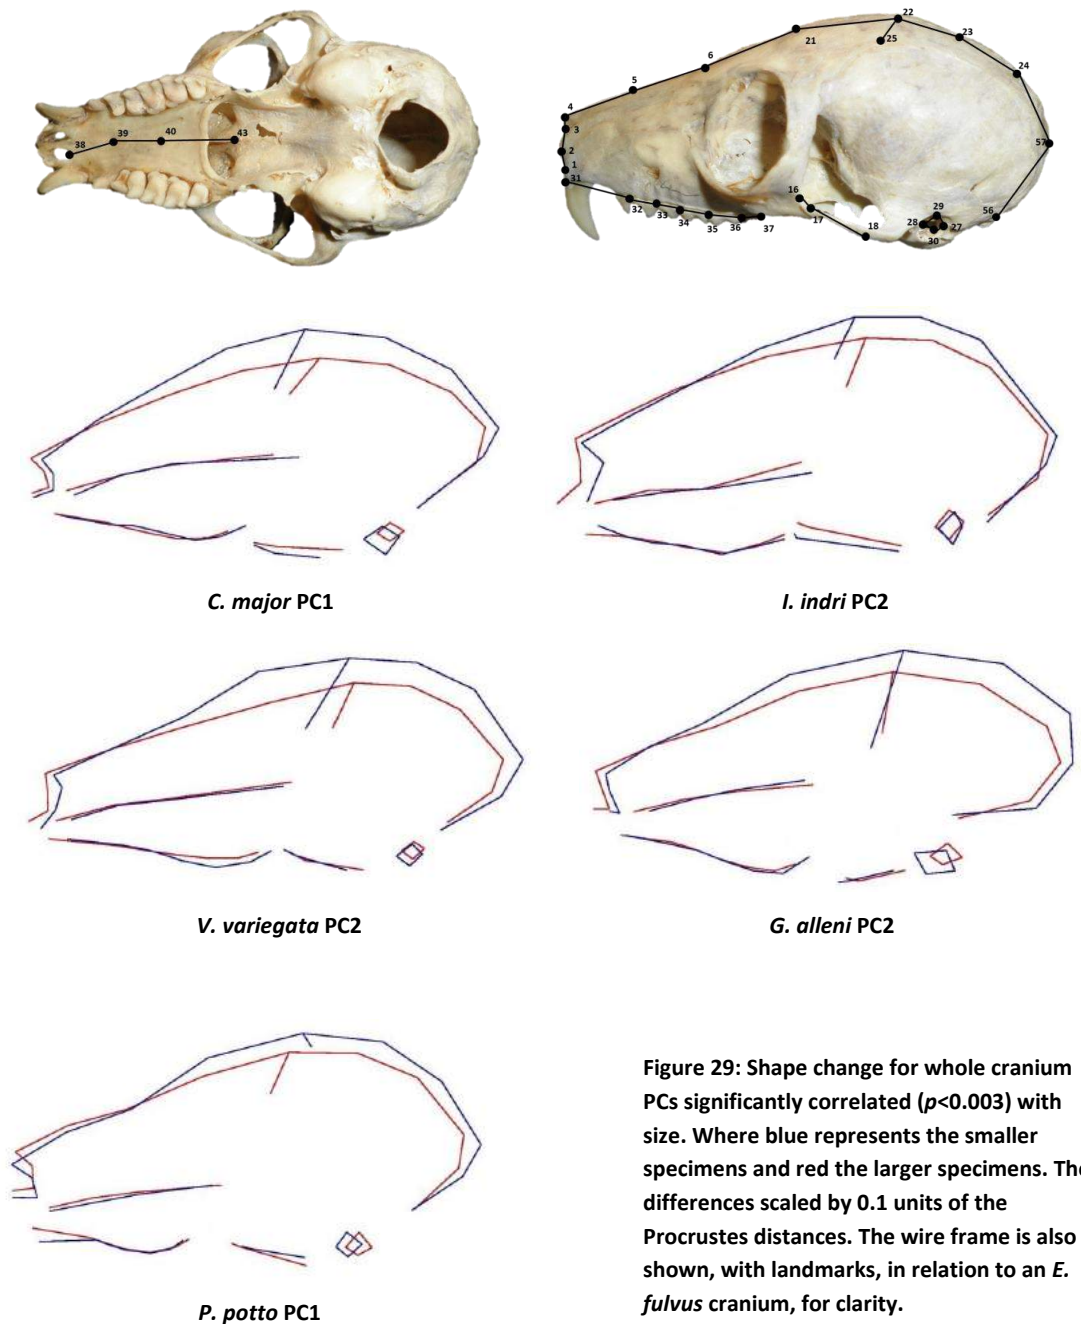 38
39
40
43
4
3
2
1
31
5
6
21
22
25
23
24
57
56
16
17
18
29
28
27
30
32
33
34
35
36
37
C. major PC1
I. indri PC2
V. variegata PC2
G. alleni PC2
P. potto PC1
Figure 29: Shape change for whole cranium
PCs significantly correlated (p<0.003) with
size. Where blue represents the smaller
specimens and red the larger specimens. The
differences scaled by 0.1 units of the
Procrustes distances. The wire frame is also
shown, with landmarks, in relation to an E.
fulvus cranium, for clarity.